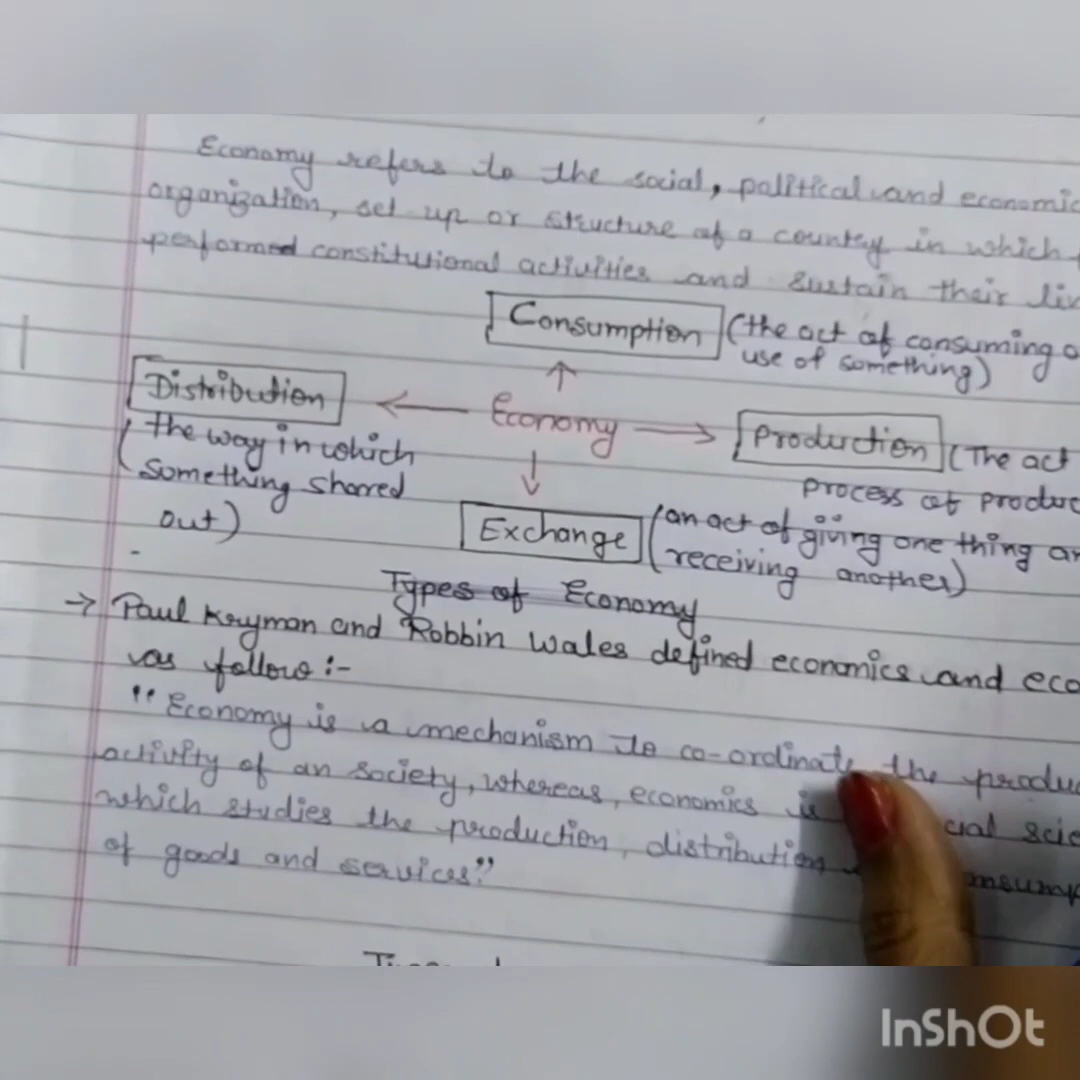 Economy refers to the social, political and economic
organization, set up or structure of a country in which
performed constitutional activities and sustain their
Consumption (the act of consuming
use of something)
Distribution ← Economy → Production (The act
(the way in which
something sharred
out)
process of
Exchange (an act of giving one thing
receiving another)
Types of Economy
→ Paul Kryman and Robbin Wales defined economics and
as follow :-
"Economy is a mechanism to co-ordinate the
activity of an society, whereas, economics is
which studies the production, distribution
of goods and services"
InShOt